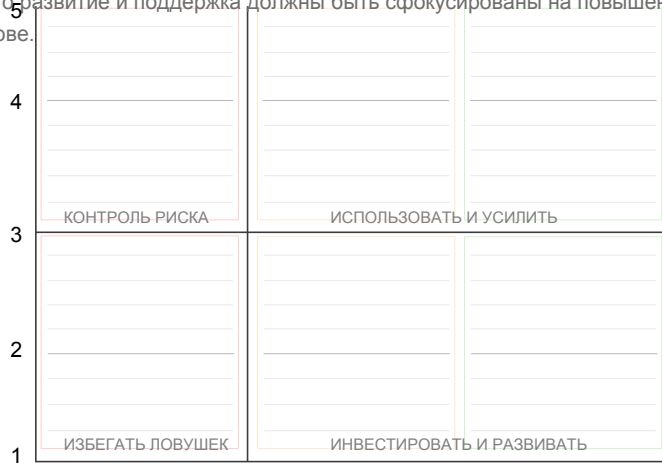 о развитие и поддержка должны быть сфокусированы на
ове.
5
4
КОНТРОЛЬ РИСКА ИСПОЛЬЗОВАТЬ И УСИЛИТЬ
3
2
ИЗБЕГАТЬ ЛОВУШЕК ИНВЕСТИРОВАТЬ И РАЗВИВАТЬ
1